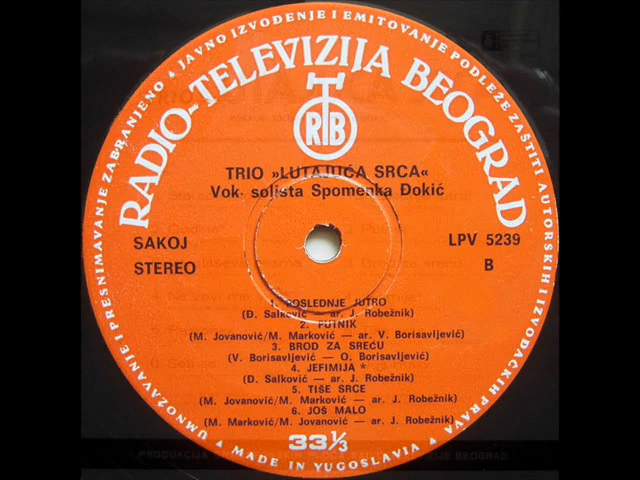 UMNOŽAVANJE I PRESNIMAVANJE ZABRANJENO ▲ JAVNO IZVOĐENJE I EMITOVANJE PODLEŽE ZAŠTITI AUTORSKIH I IZVOĐAČKIH PRAVA
RADIO-TELEVIZIJA BEOGRAD
RTB
TRIO »LUTAJUĆA SRCA«
Vok. solista Spomenka Đokić
SAKOJ
STEREO
LPV 5239
B
1. POSLEDNJE JUTRO
(D. Salković — ar. J. Robežnik)
2. PUTNIK
(M. Jovanović/M. Marković — ar. V. Borisavljević)
3. BROD ZA SREĆU
(V. Borisavljević — O. Borisavljević)
4. JEFIMIJA *
(D. Salković — ar. J. Robežnik)
5. TIŠE SRCE
(M. Jovanović/M. Marković — ar. J. Robežnik)
6. JOŠ MALO
(M. Marković/M. Jovanović — ar. J. Robežnik)
33⅓
▲ MADE IN YUGOSLAVIA ▲
PRODUKCIJA BEOGRAD